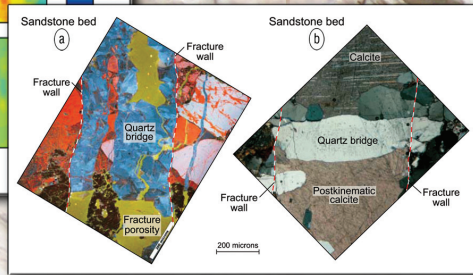 Sandstone bed
a
Fracture
wall
Fracture
wall
Quartz
bridge
Fracture
porosity
200 microns
Sandstone bed
b
Calcite
Quartz bridge
Fracture
wall
Postkinematic
calcite
Fracture
wall